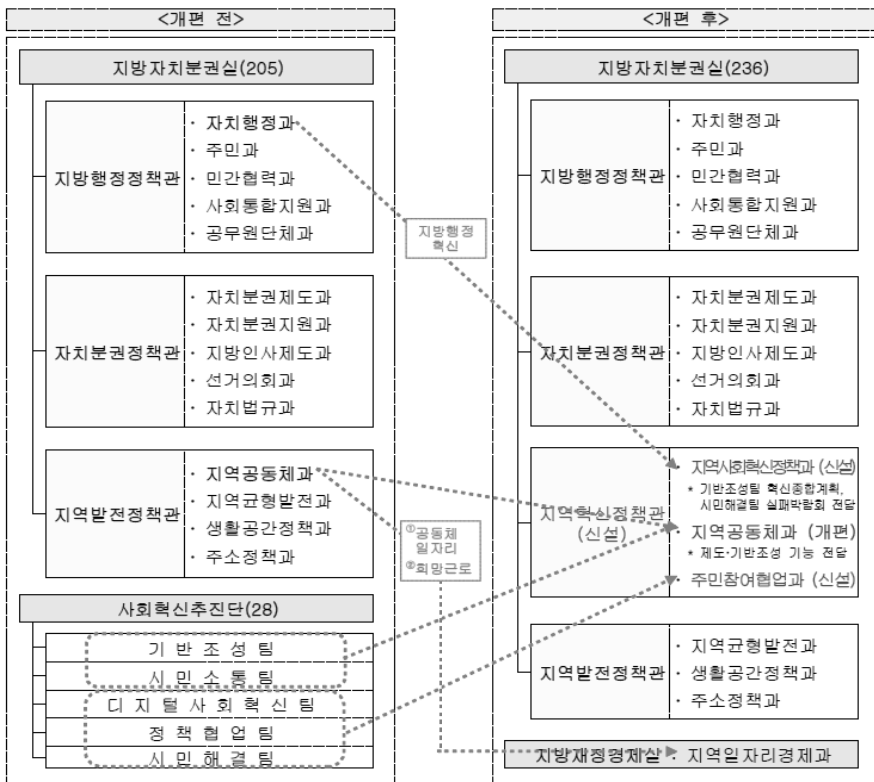 <개편 전>
지방자치분권실(205)
지방행정정책관
· 자치행정과
· 주민과
· 민간협력과
· 사회통합지원과
· 공무원단체과
자치분권정책관
· 자치분권제도과
· 자치분권지원과
· 지방인사제도과
· 선거의회과
· 자치법규과
지역발전정책관
· 지역공동체과
· 지역균형발전과
· 생활공간정책과
· 주소정책과
사회혁신추진단(28)
기 반 조 성 팀
시 민 소 통 팀
디 지 털 사 회 혁 신 팀
정 책 협 업 팀
시 민 해 결 팀
지방행정
혁신
①공동체
일자리
②희망근로
<개편 후>
지방자치분권실(236)
지방행정정책관
· 자치행정과
· 주민과
· 민간협력과
· 사회통합지원과
· 공무원단체과
자치분권정책관
· 자치분권제도과
· 자치분권지원과
· 지방인사제도과
· 선거의회과
· 자치법규과
지역혁신정책관
(신설)
· 지역사회혁신정책과 (신설)
* 기반조성팀 혁신종합계획,
시민해결팀 실패박람회 전담
· 지역공동체과 (개편)
* 제도·기반조성 기능 전담
· 주민참여협업과 (신설)
지역발전정책관
· 지역균형발전과
· 생활공간정책과
· 주소정책과
지방재정경제실 · 지역일자리경제과